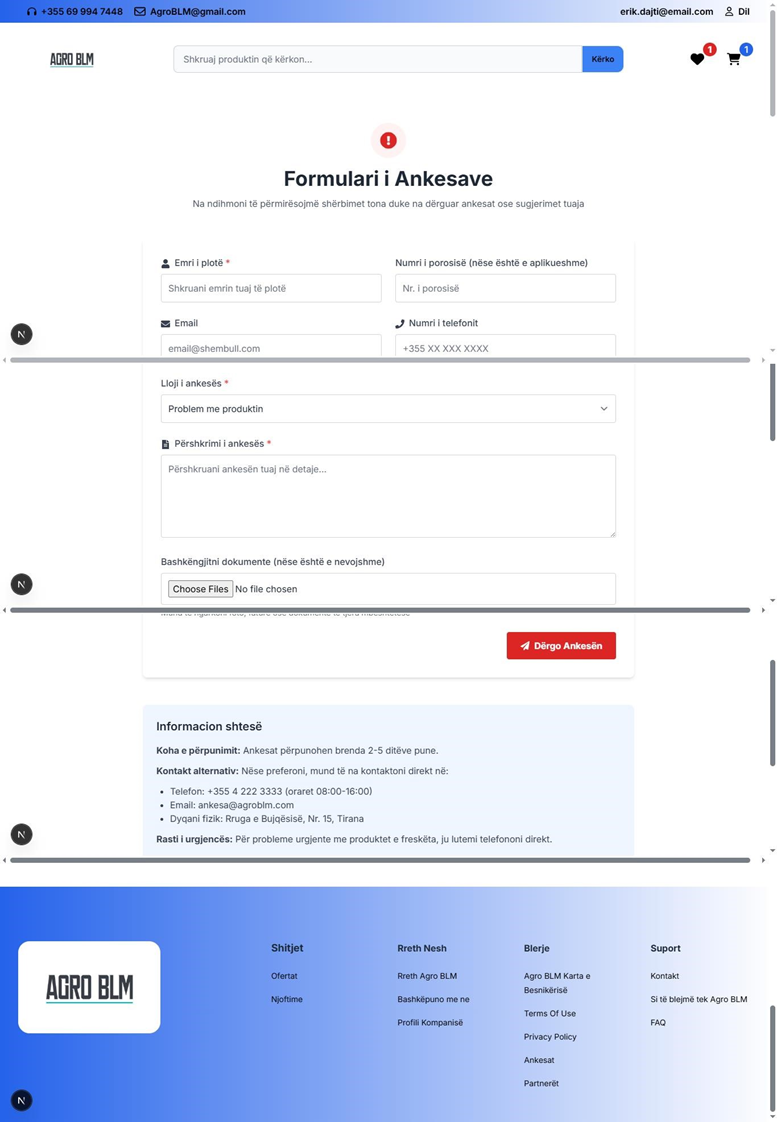 +355 69 994 7448 AgroBLM@gmail.com erik.dajti@email.com Dil
AGRO BLM Shkruaj produktin që kërkon... Kërko 1 1
Formulari i Ankesave
Na ndihmoni të përmirësojmë shërbimet tona duke na dërguar ankesat ose sugjerimet tuaja
Emri i plotë * Numri i porosisë (nëse është e aplikueshme)
Shkruani emrin tuaj të plotë Nr. i porosisë
Email Numri i telefonit
email@shembull.com +355 XX XXX XXXX
N
Lloji i ankesës *
Problem me produktin
Përshkrimi i ankesës *
Përshkruani ankesën tuaj në detaje...
Bashkëngjitni dokumente (nëse është e nevojshme)
Choose Files No file chosen
N
Dërgo Ankesën
Informacion shtesë
Koha e përpunimit: Ankesat përpunohen brenda 2-5 ditëve pune.
Kontakt alternativ: Nëse preferoni, mund të na kontaktoni direkt në:
• Telefon: +355 4 222 3333 (oraret 08:00-16:00)
• Email: ankesa@agroblm.com
• Dyqani fizik: Rruga e Bujqësisë, Nr. 15, Tirana
Rasti i urgjencës: Për probleme urgjente me produktet e freskëta, ju lutemi telefononi direkt.
N
AGRO BLM
Shitjet
Ofertat
Njoftime
Rreth Nesh
Rreth Agro BLM
Bashkëpuno me ne
Profili Kompanisë
Blerje
Agro BLM Karta e
Besnikërisë
Terms Of Use
Privacy Policy
Ankesat
Partnerët
Suport
Kontakt
Si të blejmë tek Agro BLM
FAQ
N